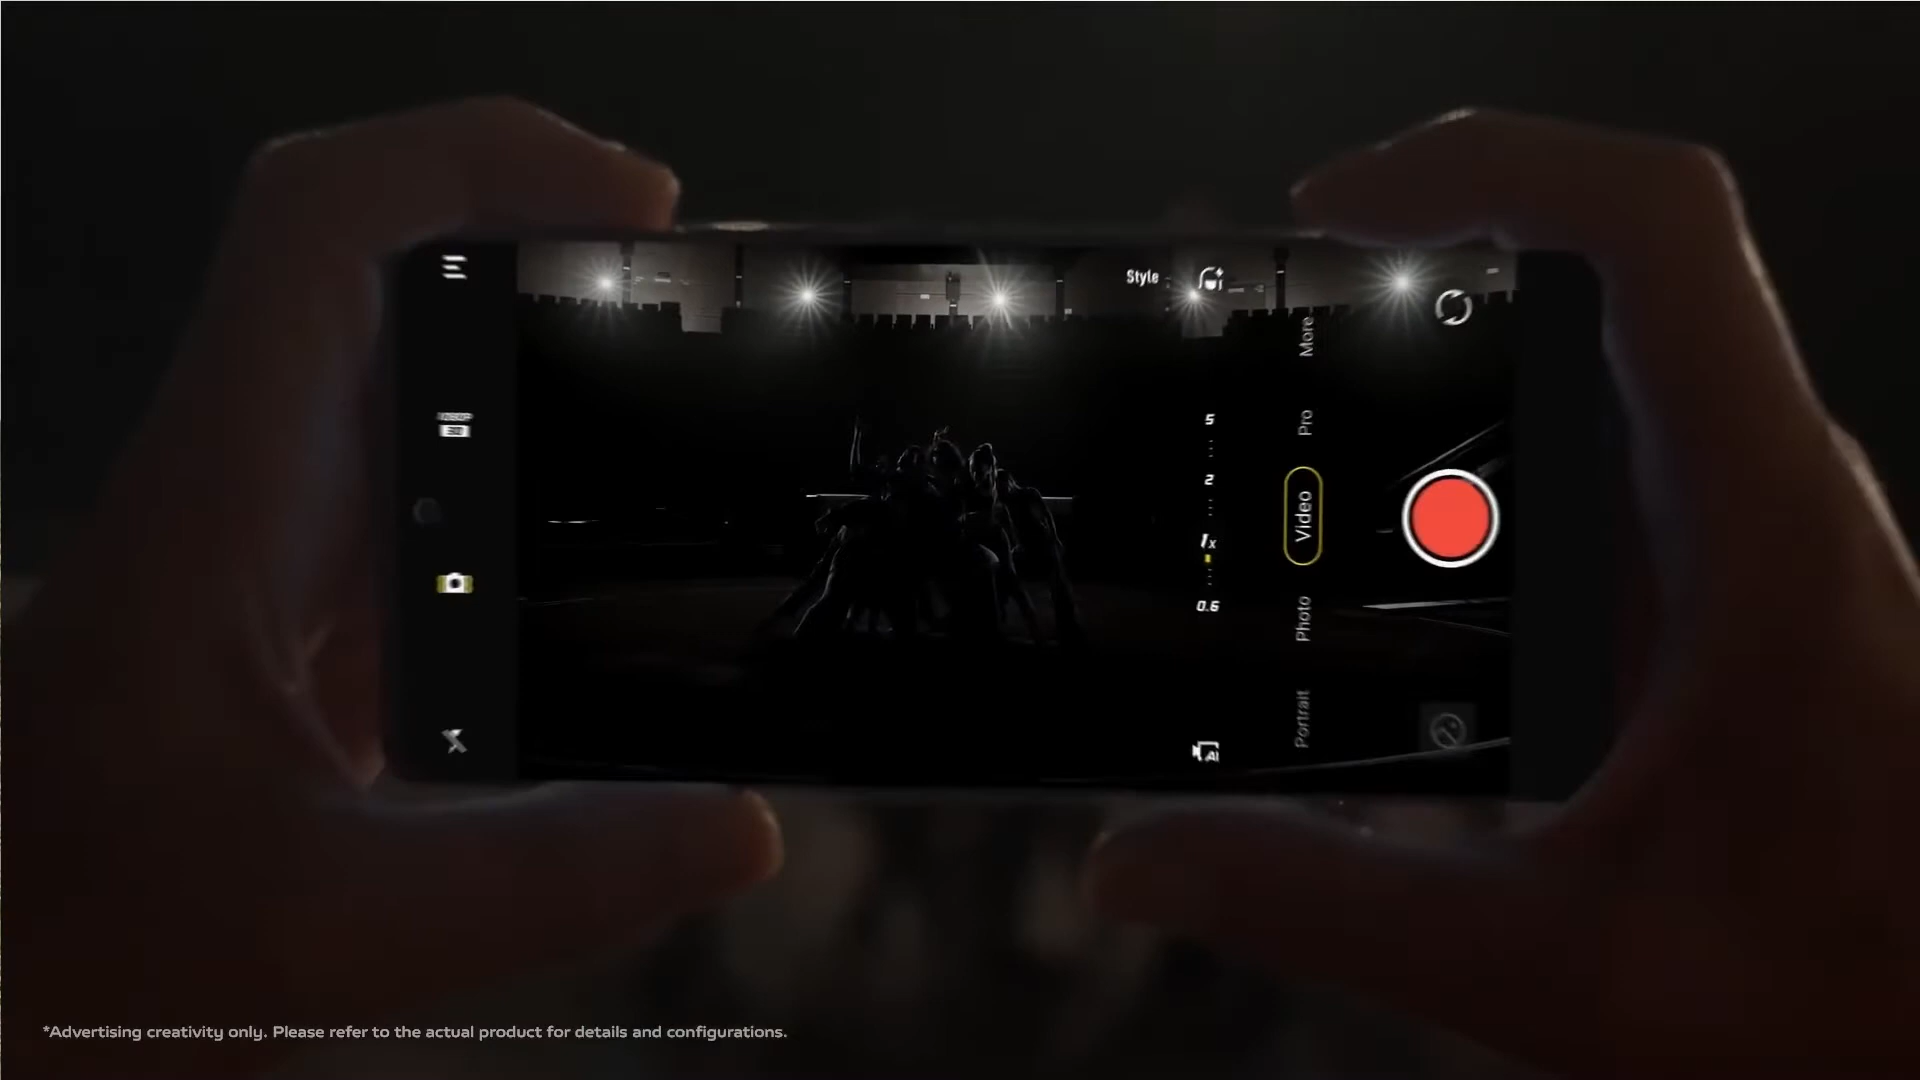 Style
More
Pro
Video
Photo
Portrait
5
2
1x
0.6
AI
*Advertising creativity only. Please refer to the actual product for details and configurations.